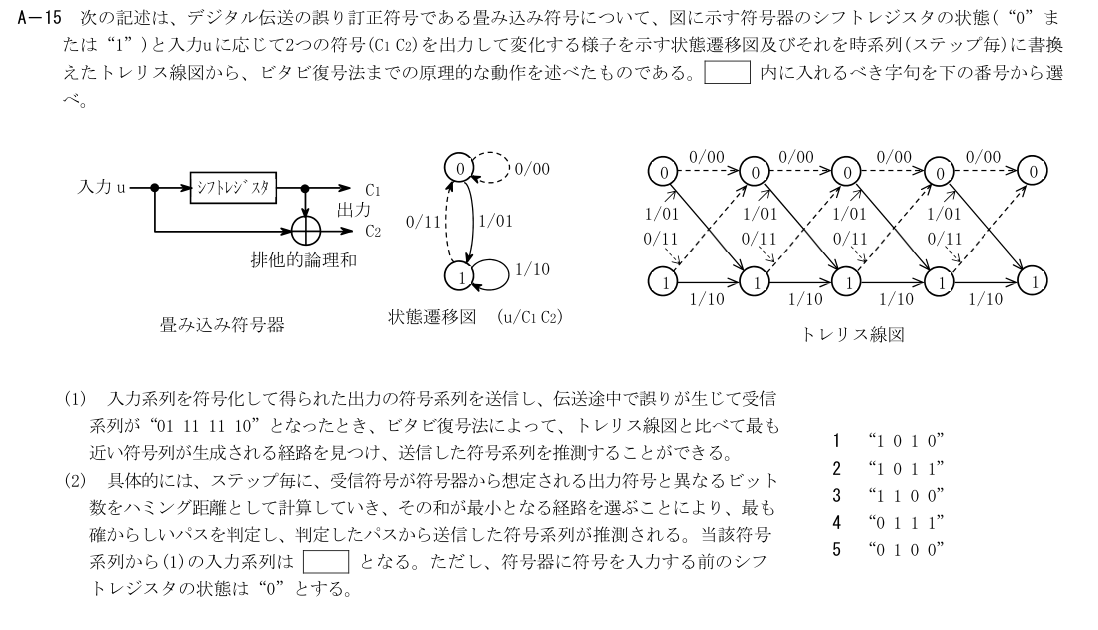 A－15　次の記述は、デジタル伝送の誤り訂正符号である畳み込み符号について、図に示す符号器のシフトレジスタの状態(“0”ま
たは“1”)と入力uに応じて2つの符号(C1 C2)を出力して変化する様子を示す状態遷移図及びそれを時系列(ステップ毎)に書換
えたトレリス線図から、ビタビ復号法までの原理的な動作を述べたものである。　　　内に入れるべき字句を下の番号から選
べ。
入力 u
ｼﾌﾄﾚｼﾞｽﾀ
C1
出力
C2
排他的論理和
畳み込み符号器
0
0/00
0/11
1/01
1
1/10
状態遷移図　(u/C1 C2)
0/00 0/00 0/00 0/00
0 0 0 0 0
1/01 1/01 1/01 1/01
0/11 0/11 0/11 0/11
1 1 1 1 1
1/10 1/10 1/10 1/10
トレリス線図
(1)　入力系列を符号化して得られた出力の符号系列を送信し、伝送途中で誤りが生じて受信
系列が“01 11 11 10”となったとき、ビタビ復号法によって、トレリス線図と比べて最も
近い符号列が生成される経路を見つけ、送信した符号系列を推測することができる。
(2)　具体的には、ステップ毎に、受信符号が符号器から想定される出力符号と異なるビット
数をハミング距離として計算していき、その和が最小となる経路を選ぶことにより、最も
確からしいパスを判定し、判定したパスから送信した符号系列が推測される。当該符号
系列から(1)の入力系列は　　　となる。ただし、符号器に符号を入力する前のシフ
トレジスタの状態は“0”とする。
1　“1 0 1 0”
2　“1 0 1 1”
3　“1 1 0 0”
4　“0 1 1 1”
5　“0 1 0 0”